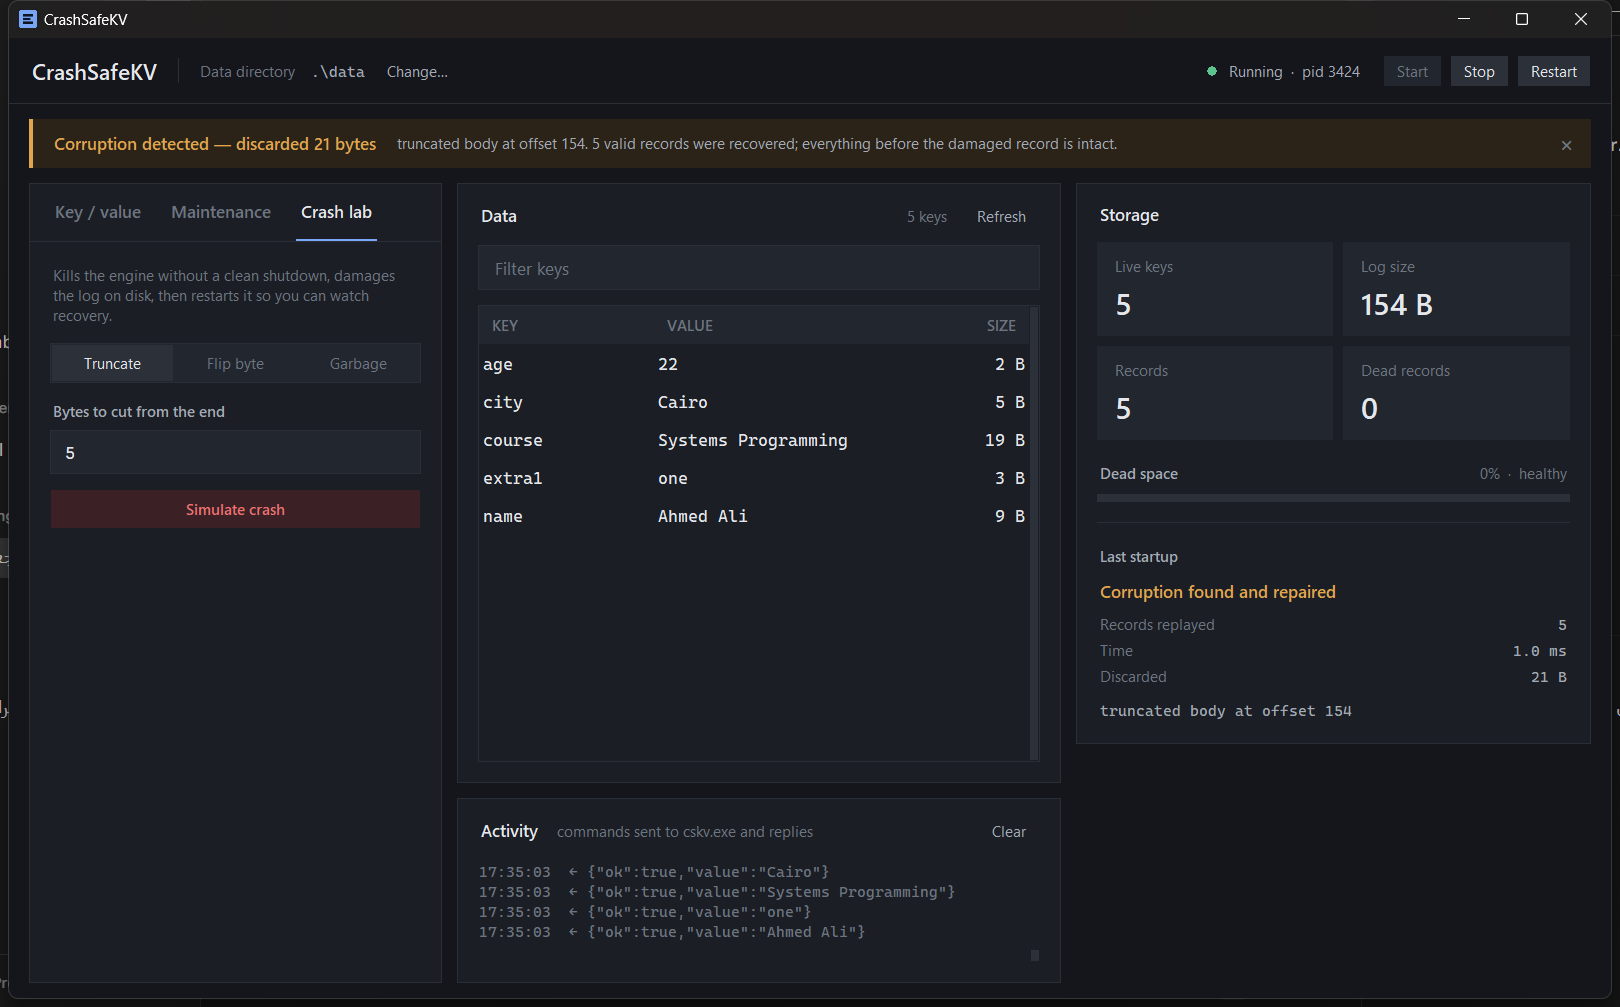 CrashSafeKV
CrashSafeKV
Data directory .\data Change...
Running · pid 3424
Start
Stop
Restart
Corruption detected — discarded 21 bytes truncated body at offset 154. 5 valid records were recovered; everything before the damaged record is intact.
Key / value Maintenance Crash lab
Kills the engine without a clean shutdown, damages
the log on disk, then restarts it so you can watch
recovery.
Truncate Flip byte Garbage
Bytes to cut from the end
5
Simulate crash
Data 5 keys Refresh
Filter keys
KEY VALUE SIZE
age 22 2 B
city Cairo 5 B
course Systems Programming 19 B
extra1 one 3 B
name Ahmed Ali 9 B
Activity commands sent to cskv.exe and replies Clear
17:35:03 ← {"ok":true,"value":"Cairo"}
17:35:03 ← {"ok":true,"value":"Systems Programming"}
17:35:03 ← {"ok":true,"value":"one"}
17:35:03 ← {"ok":true,"value":"Ahmed Ali"}
Storage
Live keys
5
Log size
154 B
Records
5
Dead records
0
Dead space 0% · healthy
Last startup
Corruption found and repaired
Records replayed 5
Time 1.0 ms
Discarded 21 B
truncated body at offset 154